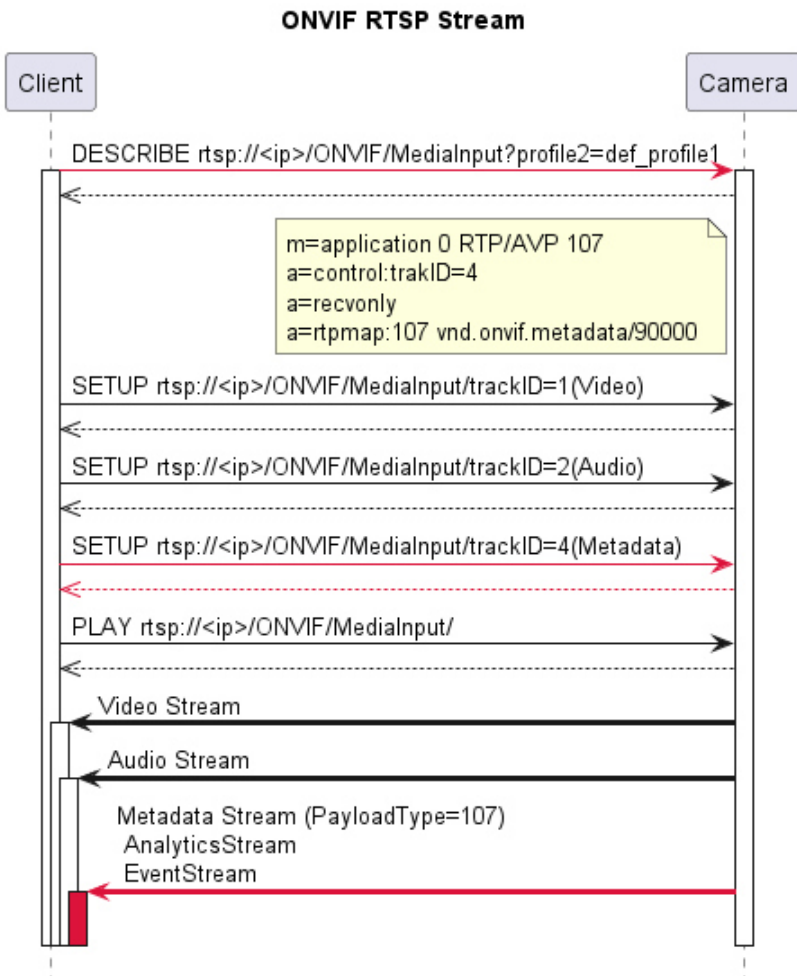 ONVIF RTSP Stream
Client
Camera
DESCRIBE rtsp://<ip>/ONVIF/MediaInput?profile2=def_profile1
m=application 0 RTP/AVP 107
a=control:trakID=4
a=recvonly
a=rtpmap:107 vnd.onvif.metadata/90000
SETUP rtsp://<ip>/ONVIF/MediaInput/trackID=1(Video)
SETUP rtsp://<ip>/ONVIF/MediaInput/trackID=2(Audio)
SETUP rtsp://<ip>/ONVIF/MediaInput/trackID=4(Metadata)
PLAY rtsp://<ip>/ONVIF/MediaInput/
Video Stream
Audio Stream
Metadata Stream (PayloadType=107)
AnalyticsStream
EventStream